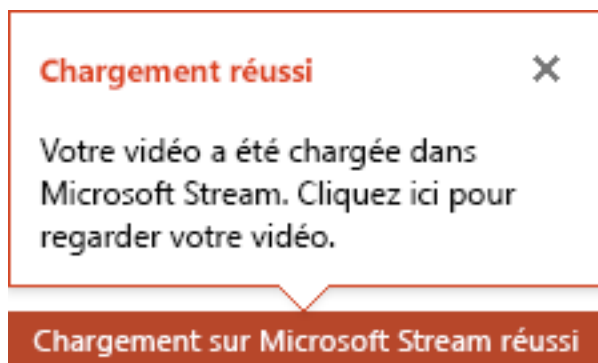 Chargement réussi
Votre vidéo a été chargée dans
Microsoft Stream. Cliquez ici pour
regarder votre vidéo.
Chargement sur Microsoft Stream réussi